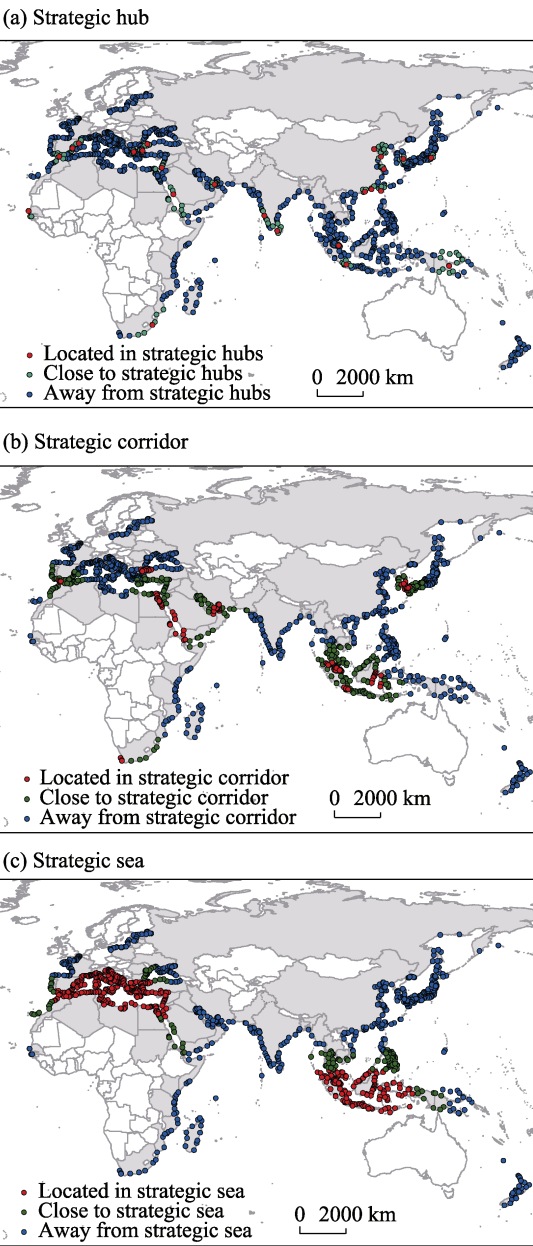 (a) Strategic hub
Located in strategic hubs
Close to strategic hubs
Away from strategic hubs
0 2000 km
(b) Strategic corridor
Located in strategic corridor
Close to strategic corridor
Away from strategic corridor
0 2000 km
(c) Strategic sea
Located in strategic sea
Close to strategic sea
Away from strategic sea
0 2000 km